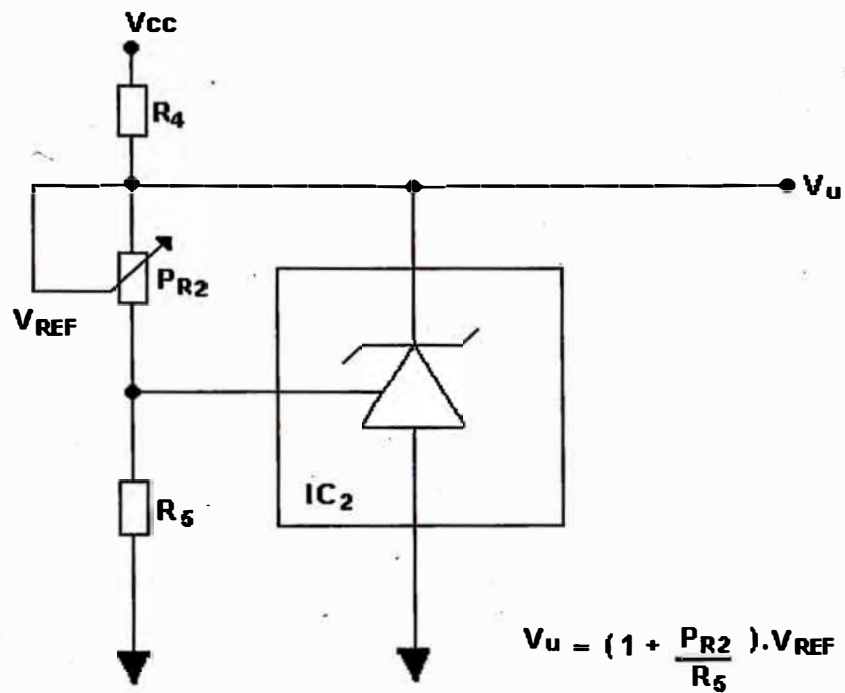 Vcc
R4
Vu
PR2
VREF
IC2
R5
Vu = (1 + PR2/R5).VREF